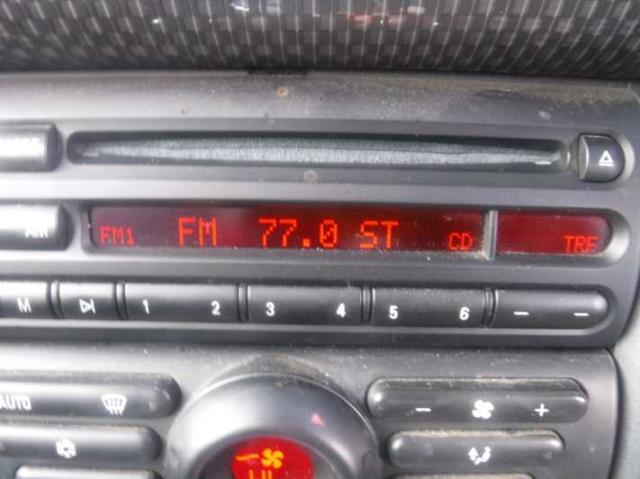 AM
FM1 FM 77.0 ST CD TRF
M 1 2 3 4 5 6 — —
AUTO — +